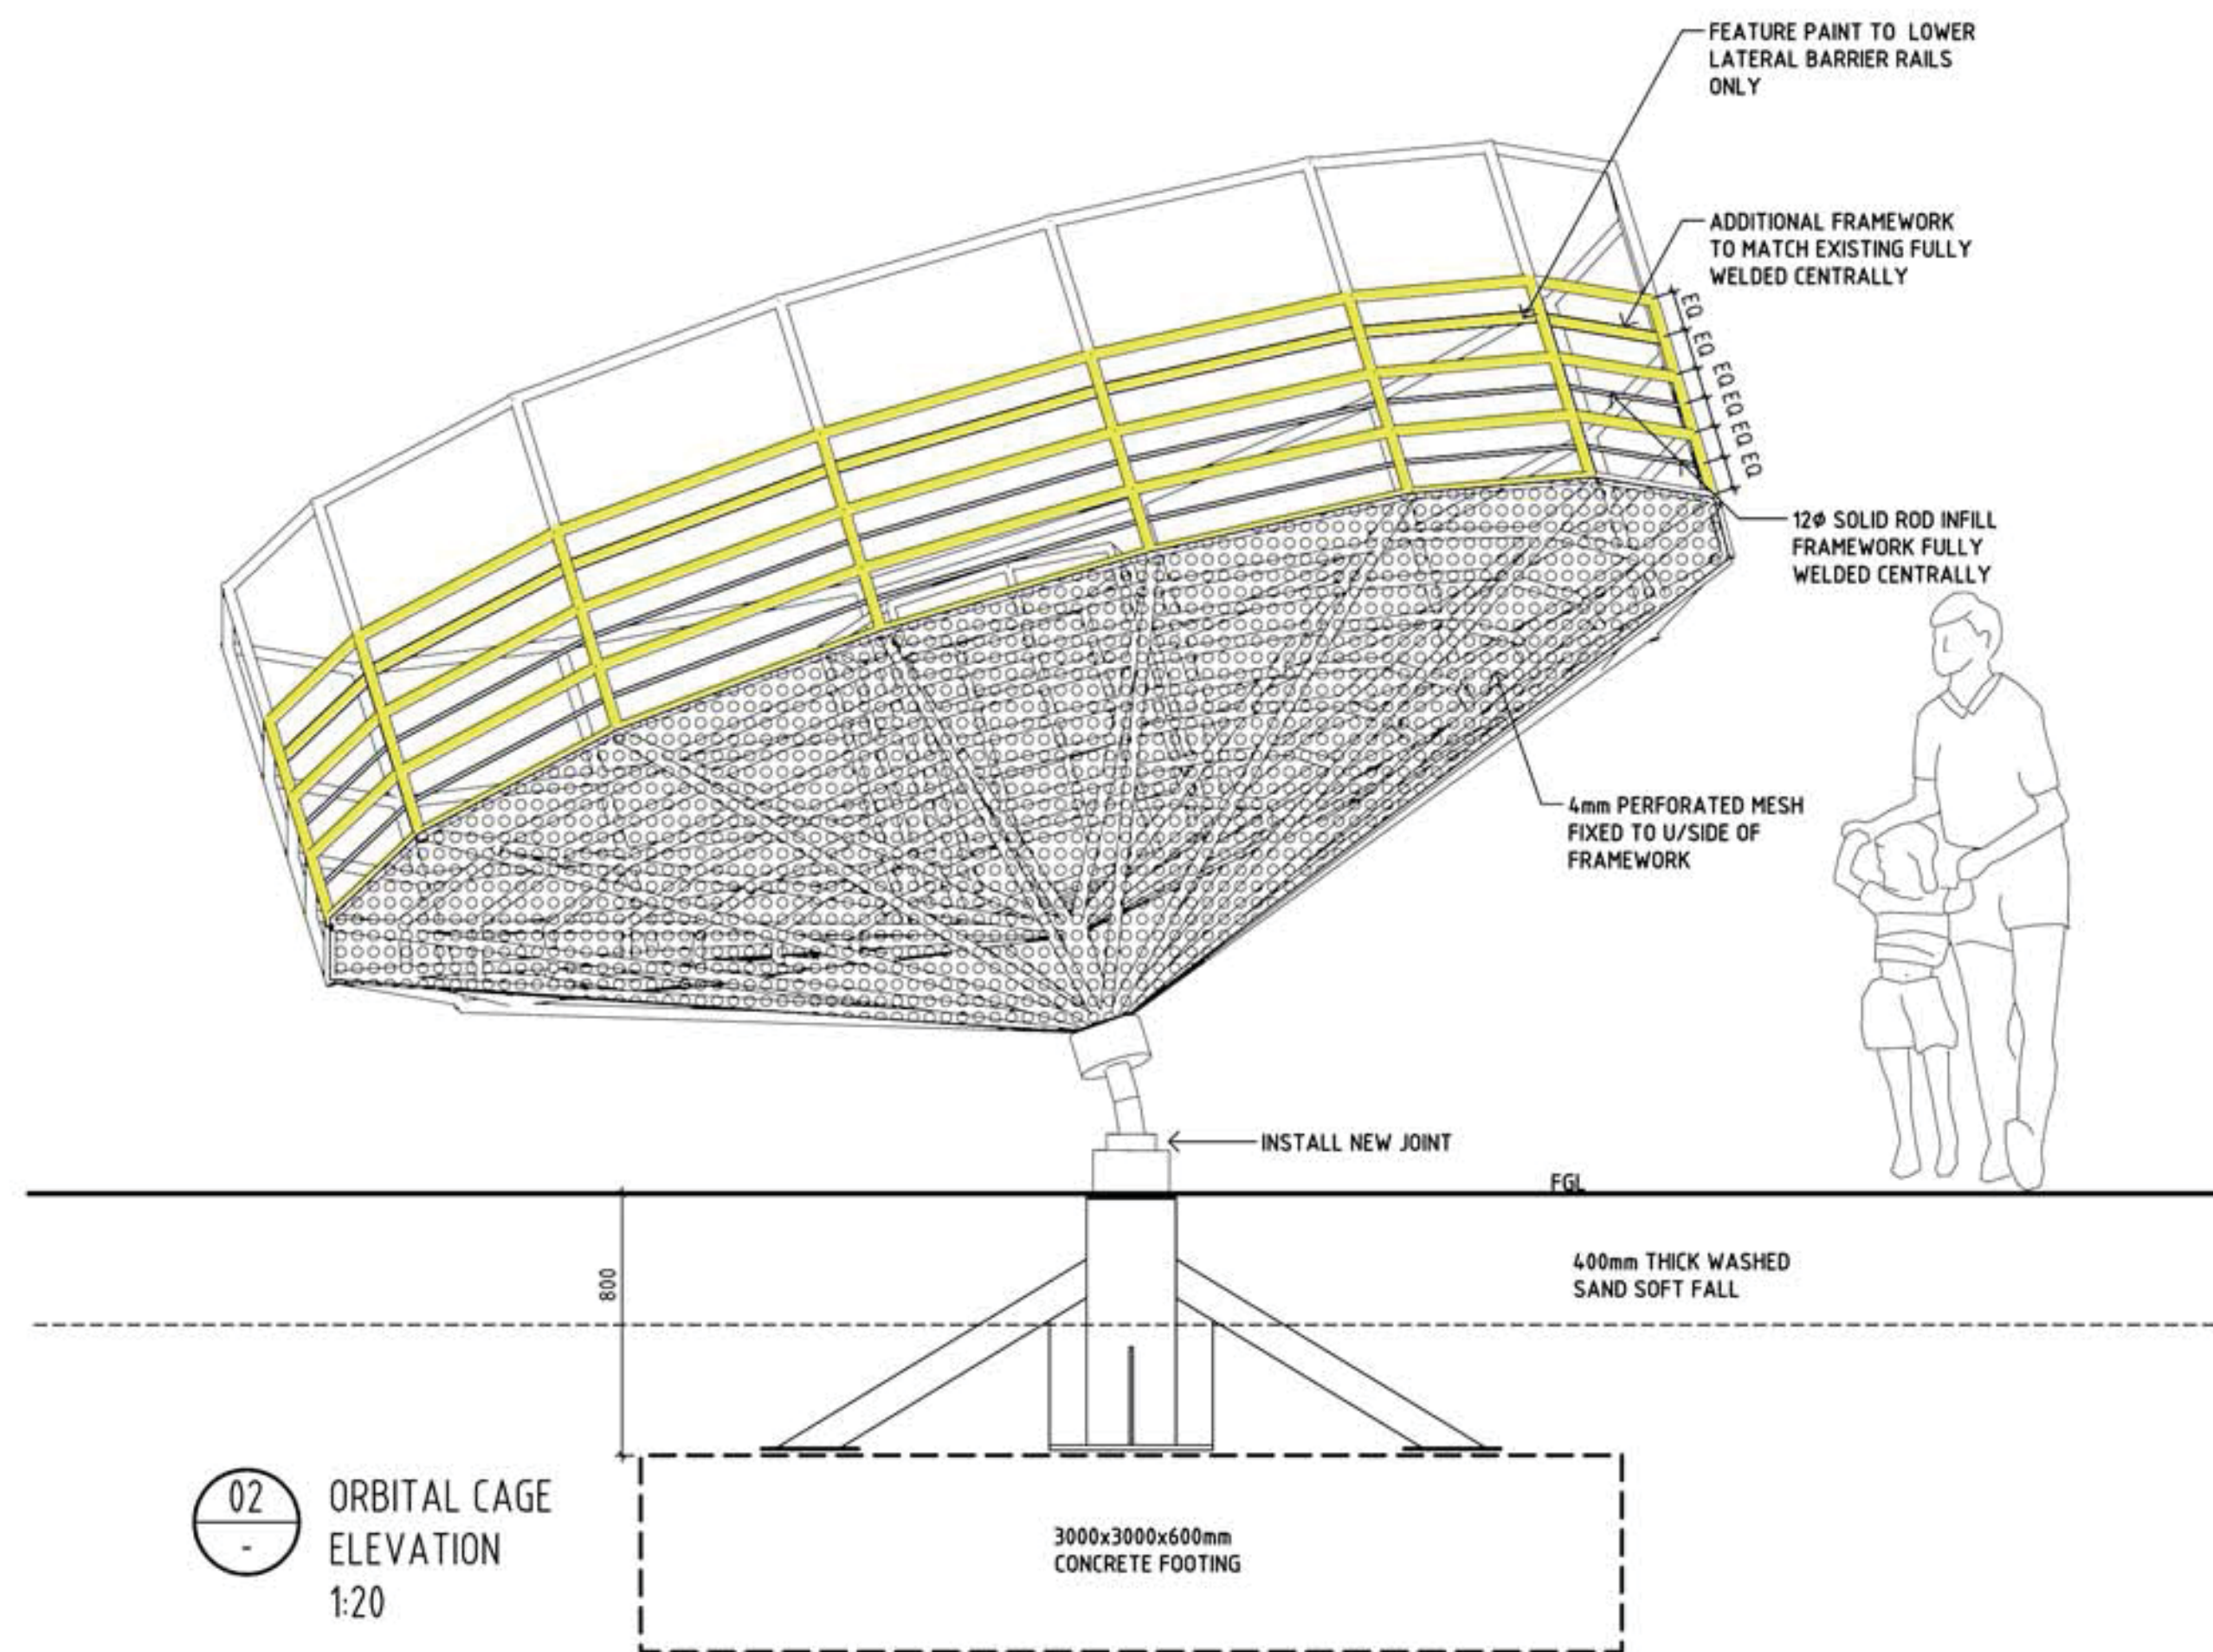 FEATURE PAINT TO LOWER
LATERAL BARRIER RAILS
ONLY
ADDITIONAL FRAMEWORK
TO MATCH EXISTING FULLY
WELDED CENTRALLY
EQ
EQ
EQ
EQ
EQ
EQ
12Ø SOLID ROD INFILL
FRAMEWORK FULLY
WELDED CENTRALLY
4mm PERFORATED MESH
FIXED TO U/SIDE OF
FRAMEWORK
INSTALL NEW JOINT
FGL
800
400mm THICK WASHED
SAND SOFT FALL
02
-
ORBITAL CAGE
ELEVATION
1:20
3000x3000x600mm
CONCRETE FOOTING